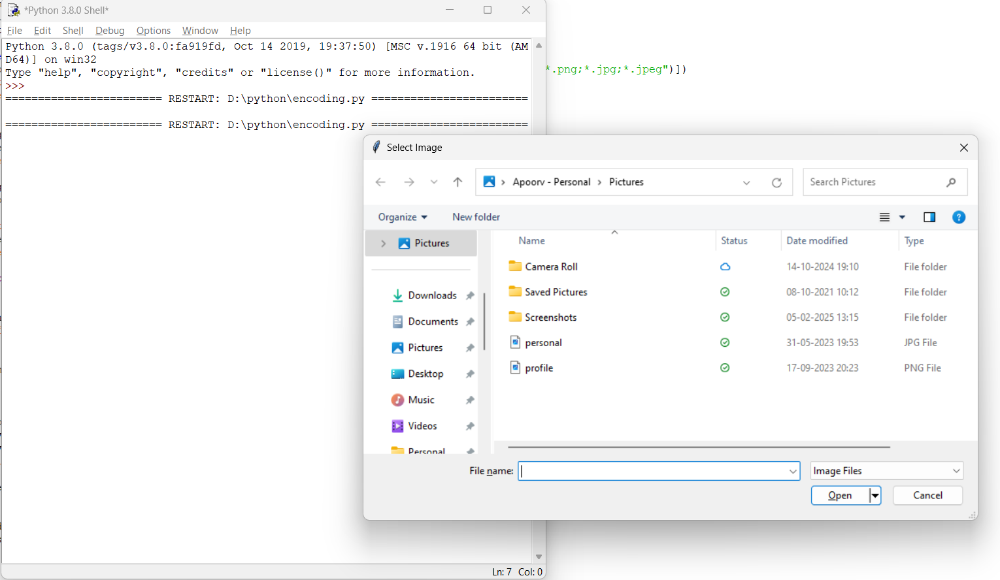 *Python 3.8.0 Shell*
File Edit Shell Debug Options Window Help
Python 3.8.0 (tags/v3.8.0:fa919fd, Oct 14 2019, 19:37:50) [MSC v.1916 64 bit (AM
D64)] on win32
Type "help", "copyright", "credits" or "license()" for more information.
>>>
======================== RESTART: D:\python\encoding.py ========================
======================== RESTART: D:\python\encoding.py ========================
*.png;*.jpg;*.jpeg")])
Select Image
Apoorv - Personal > Pictures
Search Pictures
Organize New folder
Pictures
Downloads
Documents
Pictures
Desktop
Music
Videos
Personal
Name Status Date modified Type
Camera Roll 14-10-2024 19:10 File folder
Saved Pictures 08-10-2021 10:12 File folder
Screenshots 05-02-2025 13:15 File folder
personal 31-05-2023 19:53 JPG File
profile 17-09-2023 20:23 PNG File
File name: Image Files
Open Cancel
Ln: 7 Col: 0